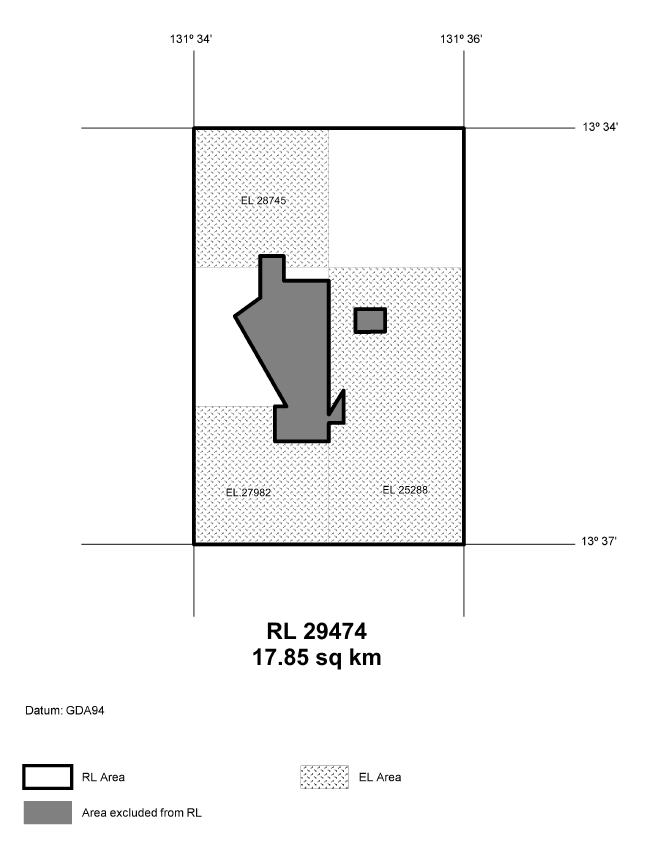 131º 34'
131º 36'
13º 34'
EL 28745
EL 25288
EL 27982
13º 37'
RL 29474
17.85 sq km
Datum: GDA94
RL Area
EL Area
Area excluded from RL